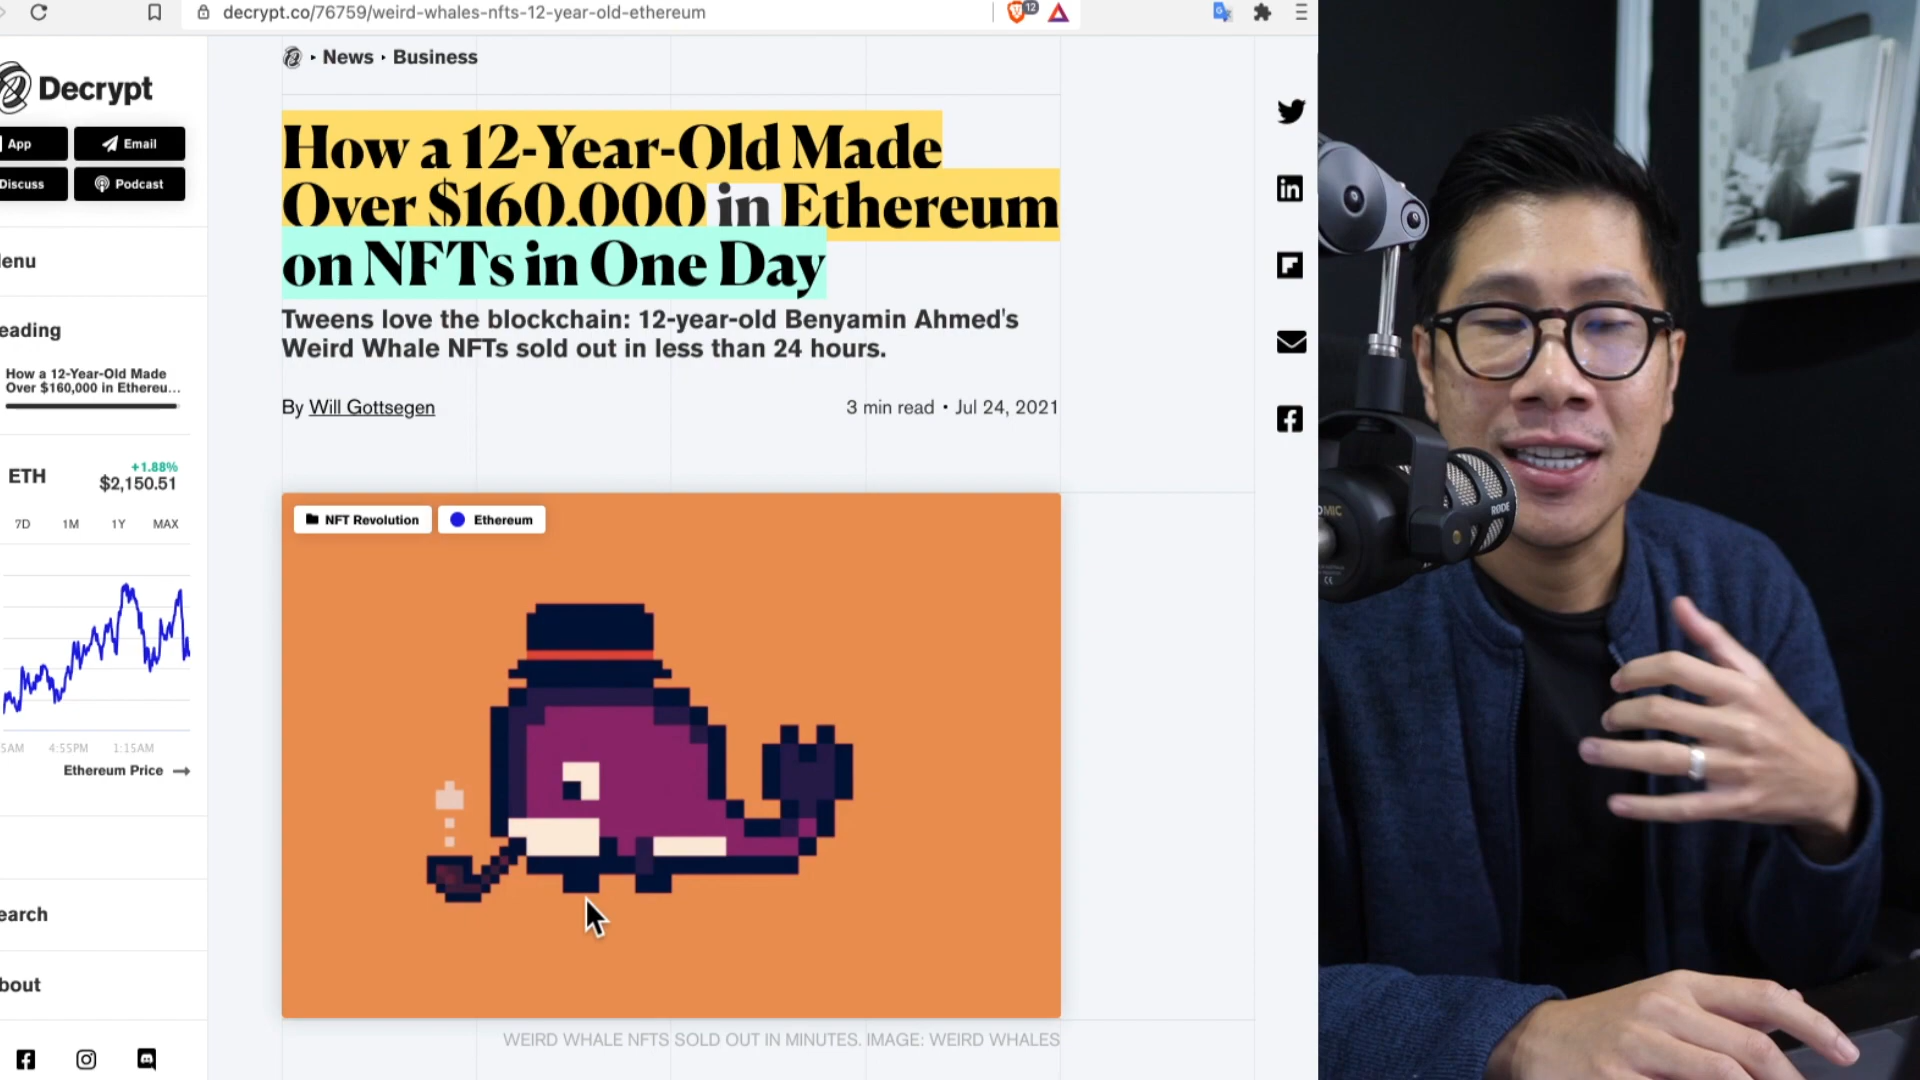 decrypt.co/76759/weird-whales-nfts-12-year-old-ethereum
12
Decrypt
App
Email
Discuss
Podcast
enu
eading
How a 12-Year-Old Made
Over $160,000 in Ethereu...
ETH
+1.88%
$2,150.51
7D 1M 1Y MAX
5AM 4:55PM 1:15AM
Ethereum Price
earch
bout
News · Business
How a 12-Year-Old Made
Over $160,000 in Ethereum
on NFTs in One Day
Tweens love the blockchain: 12-year-old Benyamin Ahmed's
Weird Whale NFTs sold out in less than 24 hours.
By Will Gottsegen
3 min read • Jul 24, 2021
NFT Revolution
Ethereum
WEIRD WHALE NFTS SOLD OUT IN MINUTES. IMAGE: WEIRD WHALES
RØDE